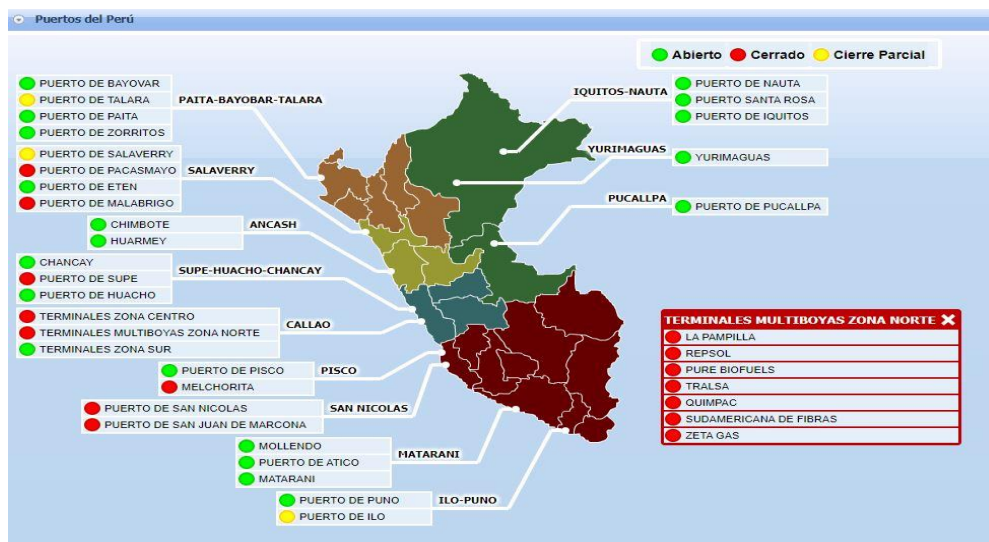 Puertos del Perú
Abierto Cerrado Cierre Parcial
PUERTO DE BAYOVAR
PUERTO DE TALARA
PUERTO DE PAITA
PUERTO DE ZORRITOS
PAITA-BAYOBAR-TALARA
PUERTO DE SALAVERRY
PUERTO DE PACASMAYO
PUERTO DE ETEN
PUERTO DE MALABRIGO
SALAVERRY
CHIMBOTE
HUARMEY
ANCASH
CHANCAY
PUERTO DE SUPE
PUERTO DE HUACHO
SUPE-HUACHO-CHANCAY
TERMINALES ZONA CENTRO
TERMINALES MULTIBOYAS ZONA NORTE
TERMINALES ZONA SUR
CALLAO
PUERTO DE PISCO
MELCHORITA
PISCO
PUERTO DE SAN NICOLAS
PUERTO DE SAN JUAN DE MARCONA
SAN NICOLAS
MOLLENDO
PUERTO DE ATICO
MATARANI
MATARANI
PUERTO DE PUNO
PUERTO DE ILO
ILO-PUNO
IQUITOS-NAUTA
PUERTO DE NAUTA
PUERTO SANTA ROSA
PUERTO DE IQUITOS
YURIMAGUAS
YURIMAGUAS
PUCALLPA
PUERTO DE PUCALLPA
TERMINALES MULTIBOYAS ZONA NORTE
LA PAMPILLA
REPSOL
PURE BIOFUELS
TRALSA
QUIMPAC
SUDAMERICANA DE FIBRAS
ZETA GAS